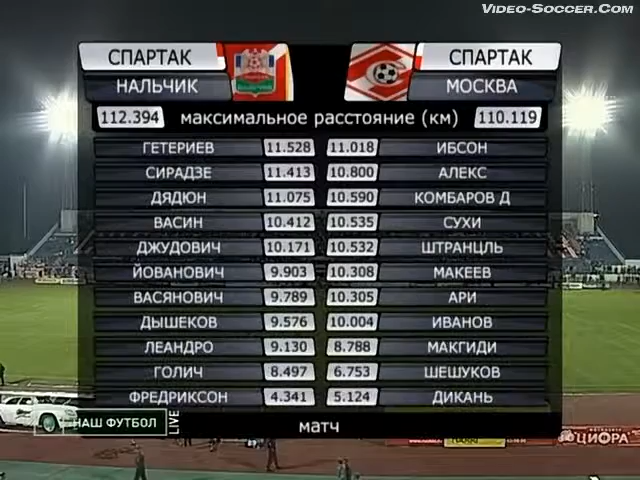 Video-Soccer.Com
СПАРТАК СПАРТАК
НАЛЬЧИК МОСКВА
112.394 максимальное расстояние (км) 110.119
ГЕТЕРИЕВ 11.528 11.018 ИБСОН
СИРАДЗЕ 11.413 10.800 АЛЕКС
ДЯДЮН 11.075 10.590 КОМБАРОВ Д
ВАСИН 10.412 10.535 СУХИ
ДЖУДОВИЧ 10.171 10.532 ШТРАНЦЛЬ
ЙОВАНОВИЧ 9.903 10.308 МАКЕЕВ
ВАСЯНОВИЧ 9.789 10.305 АРИ
ДЫШЕКОВ 9.576 10.004 ИВАНОВ
ЛЕАНДРО 9.130 8.788 МАКГИДИ
ГОЛИЧ 8.497 6.753 ШЕШУКОВ
ФРЕДРИКСОН 4.341 5.124 ДИКАНЬ
НАШ ФУТБОЛ LIVE матч ЦИФРА